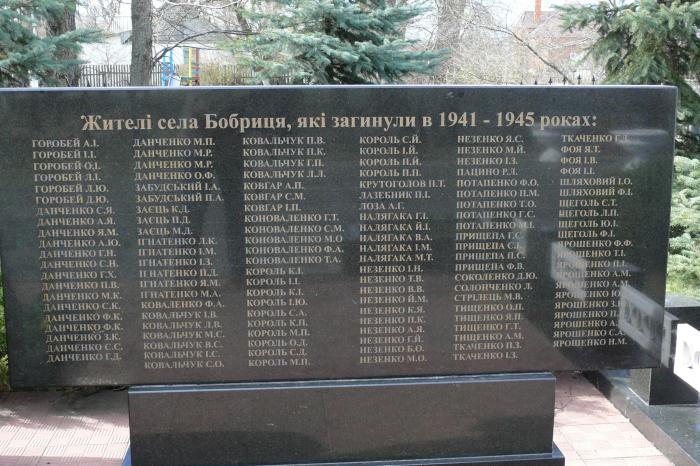 Жителі села Бобриця, які загинули в 1941 - 1945 роках:
ГОРОБЕЙ А.І.
ГОРОБЕЙ І.І.
ГОРОБЕЙ О.І.
ГОРОБЕЙ Л.І.
ГОРОБЕЙ Л.Ю.
ГОРОБЕЙ Д.Ю.
ДАНЧЕНКО С.Я.
ДАНЧЕНКО А.Я.
ДАНЧЕНКО Я.М.
ДАНЧЕНКО А.Ю.
ДАНЧЕНКО Г.Н.
ДАНЧЕНКО С.Н.
ДАНЧЕНКО Г.Х.
ДАНЧЕНКО П.В.
ДАНЧЕНКО М.К.
ДАНЧЕНКО С.К.
ДАНЧЕНКО Ф.К.
ДАНЧЕНКО Ф.К.
ДАНЧЕНКО З.К.
ДАНЧЕНКО Є.С.
ДАНЧЕНКО Г.Д.
ДАНЧЕНКО М.П.
ДАНЧЕНКО М.Р.
ДАНЧЕНКО М.Р.
ДАНЧЕНКО О.Ф.
ЗАБУДСЬКИЙ І.А.
ЗАБУДСЬКИЙ П.А.
ЗАЄЦЬ К.Д.
ЗАЄЦЬ П.Д.
ЗАЄЦЬ М.Д.
ІГНАТЕНКО Л.К.
ІГНАТЕНКО І.М.
ІГНАТЕНКО І.З.
ІГНАТЕНКО П.Д.
ІГНАТЕНКО Я.М.
ІГНАТЕНКО М.А.
КОВАЛЕНКО Ф.А.
КОВАЛЬЧУК І.В.
КОВАЛЬЧУК Л.В.
КОВАЛЬЧУК М.С.
КОВАЛЬЧУК В.С.
КОВАЛЬЧУК І.С.
КОВАЛЬЧУК С.О.
КОВАЛЬЧУК П.В.
КОВАЛЬЧУК П.К.
КОВАЛЬЧУК Г.П.
КОВАЛЬЧУК Л.Л.
КОВГАР А.П.
КОВГАР С.М.
КОВГАР І.П.
КОНОВАЛЕНКО Г.Т.
КОНОВАЛЕНКО С.М.
КОНОВАЛЕНКО М.О
КОНОВАЛЕНКО Ф.А.
КОНОВАЛЕНКО Т.А.
КОРОЛЬ К.І.
КОРОЛЬ І.І.
КОРОЛЬ К.І.
КОРОЛЬ І.Ю.
КОРОЛЬ С.А.
КОРОЛЬ К.П.
КОРОЛЬ М.П.
КОРОЛЬ О.Д.
КОРОЛЬ С.Д.
КОРОЛЬ М.П.
КОРОЛЬ С.Й.
КОРОЛЬ І.Й.
КОРОЛЬ П.Й.
КОРОЛЬ П.П.
КРУТОГОЛОВ П.Т.
ЛАЗЕБНИК П.І.
ЛОЗА А.Г.
НАЛЯГАКА Г.І.
НАЛЯГАКА Й.І.
НАЛЯГАКА В.А.
НАЛЯГАКА І.М.
НАЛЯГАКА М.Т.
НЕЗЕНКО І.Н.
НЕЗЕНКО Т.В.
НЕЗЕНКО В.В.
НЕЗЕНКО Й.М.
НЕЗЕНКО К.Я.
НЕЗЕНКО П.К.
НЕЗЕНКО А.Я.
НЕЗЕНКО Г.Й.
НЕЗЕНКО Б.О.
НЕЗЕНКО М.О.
НЕЗЕНКО Я.С.
НЕЗЕНКО М.Й.
НЕЗЕНКО І.З.
ПАЦИНО Р.Л.
ПОТАПЕНКО Ф.О.
ПОТАПЕНКО П.М.
ПОТАПЕНКО Т.О.
ПОТАПЕНКО Г.С.
ПОТАПЕНКО М.І.
ПРИЩЕПА Г.С.
ПРИЩЕПА С.І.
ПРИЩЕПА П.С.
ПРИЩЕПА Ф.В.
СОКОЛЕНКО Д.Ю.
СОЛОНЧЕНКО Л.
СТРІЛЕЦЬ М.В.
ТИЩЕНКО О.Я.
ТИЩЕНКО Я.П.
ТИЩЕНКО Г.Т.
ТИЩЕНКО А.М.
ТКАЧЕНКО П.З.
ТКАЧЕНКО І.З.
ТКАЧЕНКО
ФОЯ Я.Т.
ФОЯ І.В.
ФОЯ І.І.
ШЛЯХОВИЙ І.О.
ШЛЯХОВИЙ Ф.І.
ЩЕГОЛЬ С.Т.
ЩЕГОЛЬ Л.П.
ЩЕГОЛЬ Ю.І.
ЩЕГОЛЬ Ф.І.
ЯРОШЕНКО Ф.Ф.
ЯРОШЕНКО Т.І.
ЯРОШЕНКО П.І.
ЯРОШЕНКО А.М.
ЯРОШЕНКО А.М.
ЯРОШЕНКО
ЯРОШЕНКО
ЯРОШЕНКО П.
ЯРОШЕНКО А.
ЯРОШЕНКО С.А.
ЯРОШЕНКО Н.М.